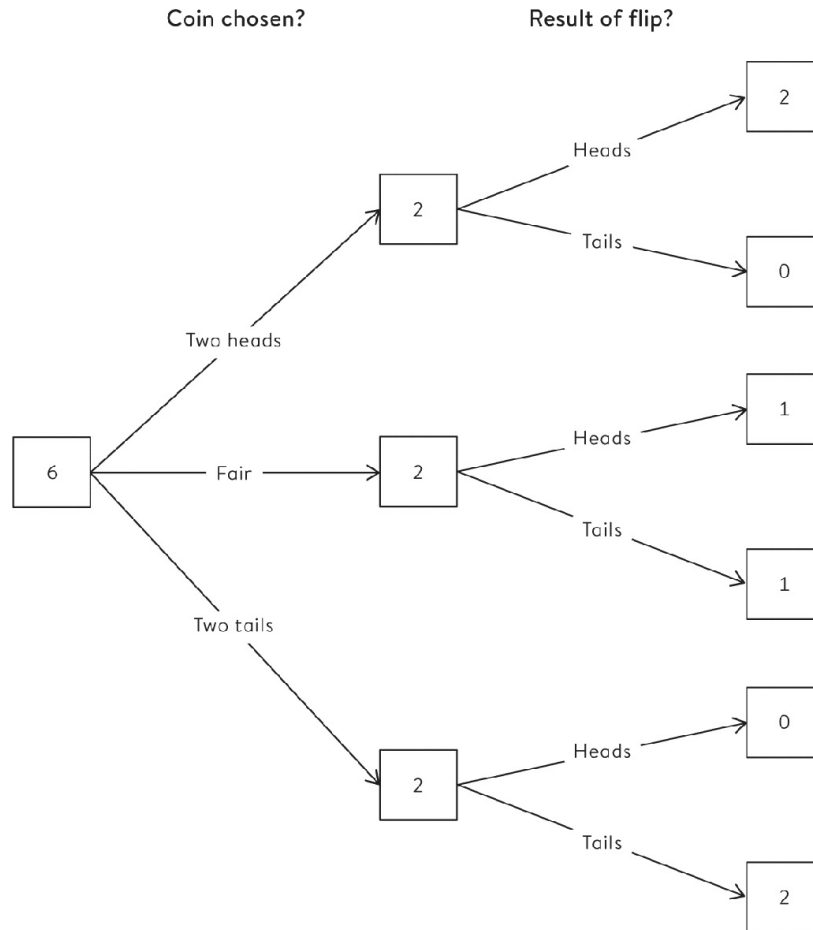 Coin chosen? Result of flip?
2
Heads
2
Tails
0
Two heads
1
Heads
6
Fair
2
Tails
1
Two tails
0
Heads
2
Tails
2